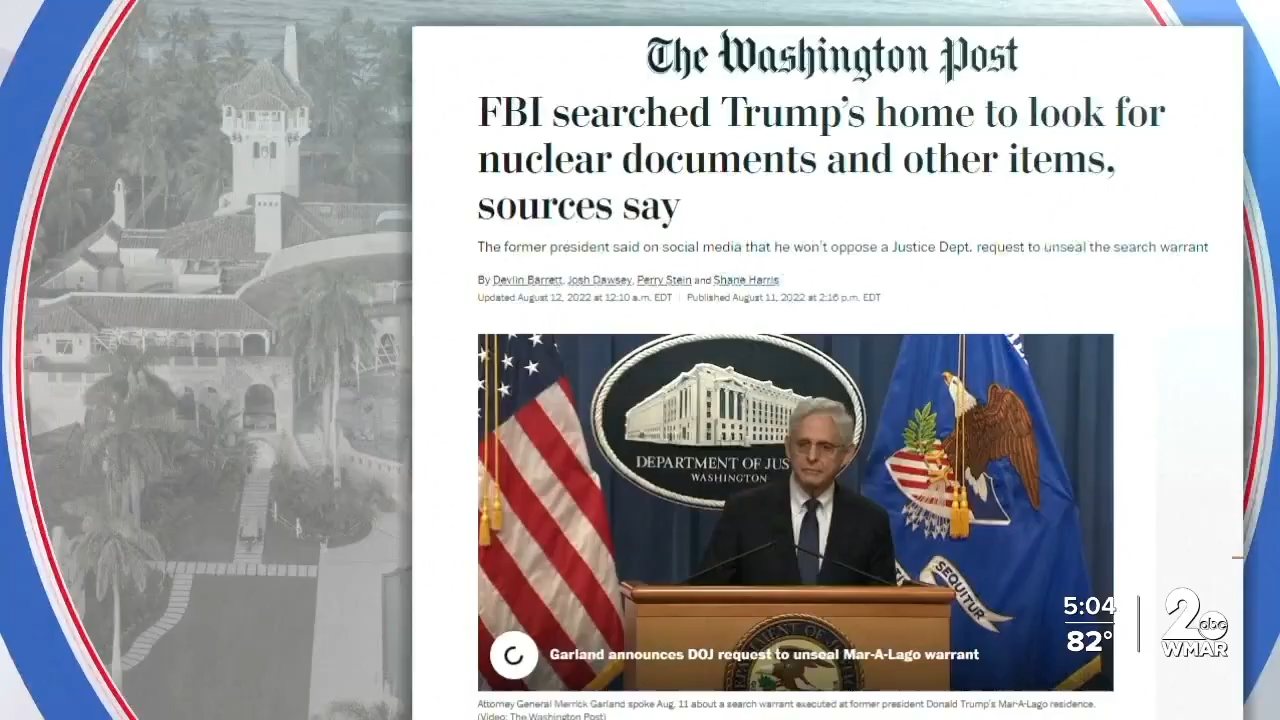 The Washington Post
FBI searched Trump's home to look for
nuclear documents and other items,
sources say
The former president said on social media that he won't oppose a Justice Dept. request to unseal the search warrant
By Devlin Barrett, Josh Dawsey, Perry Stein and Shane Harris
Updated August 12, 2022 at 12:10 a.m. EDT | Published August 11, 2022 at 2:16 p.m. EDT
DEPARTMENT OF JUS
WASHINGTON
SEQUITUR
DEPARTMENT OF J
Garland announces DOJ request to unseal Mar-A-Lago warrant
5:04
82°
2 abc
WMAR
Attorney General Merrick Garland spoke Aug. 11 about a search warrant executed at former president Donald Trump's Mar-A-Lago residence.
(Video: The Washington Post)